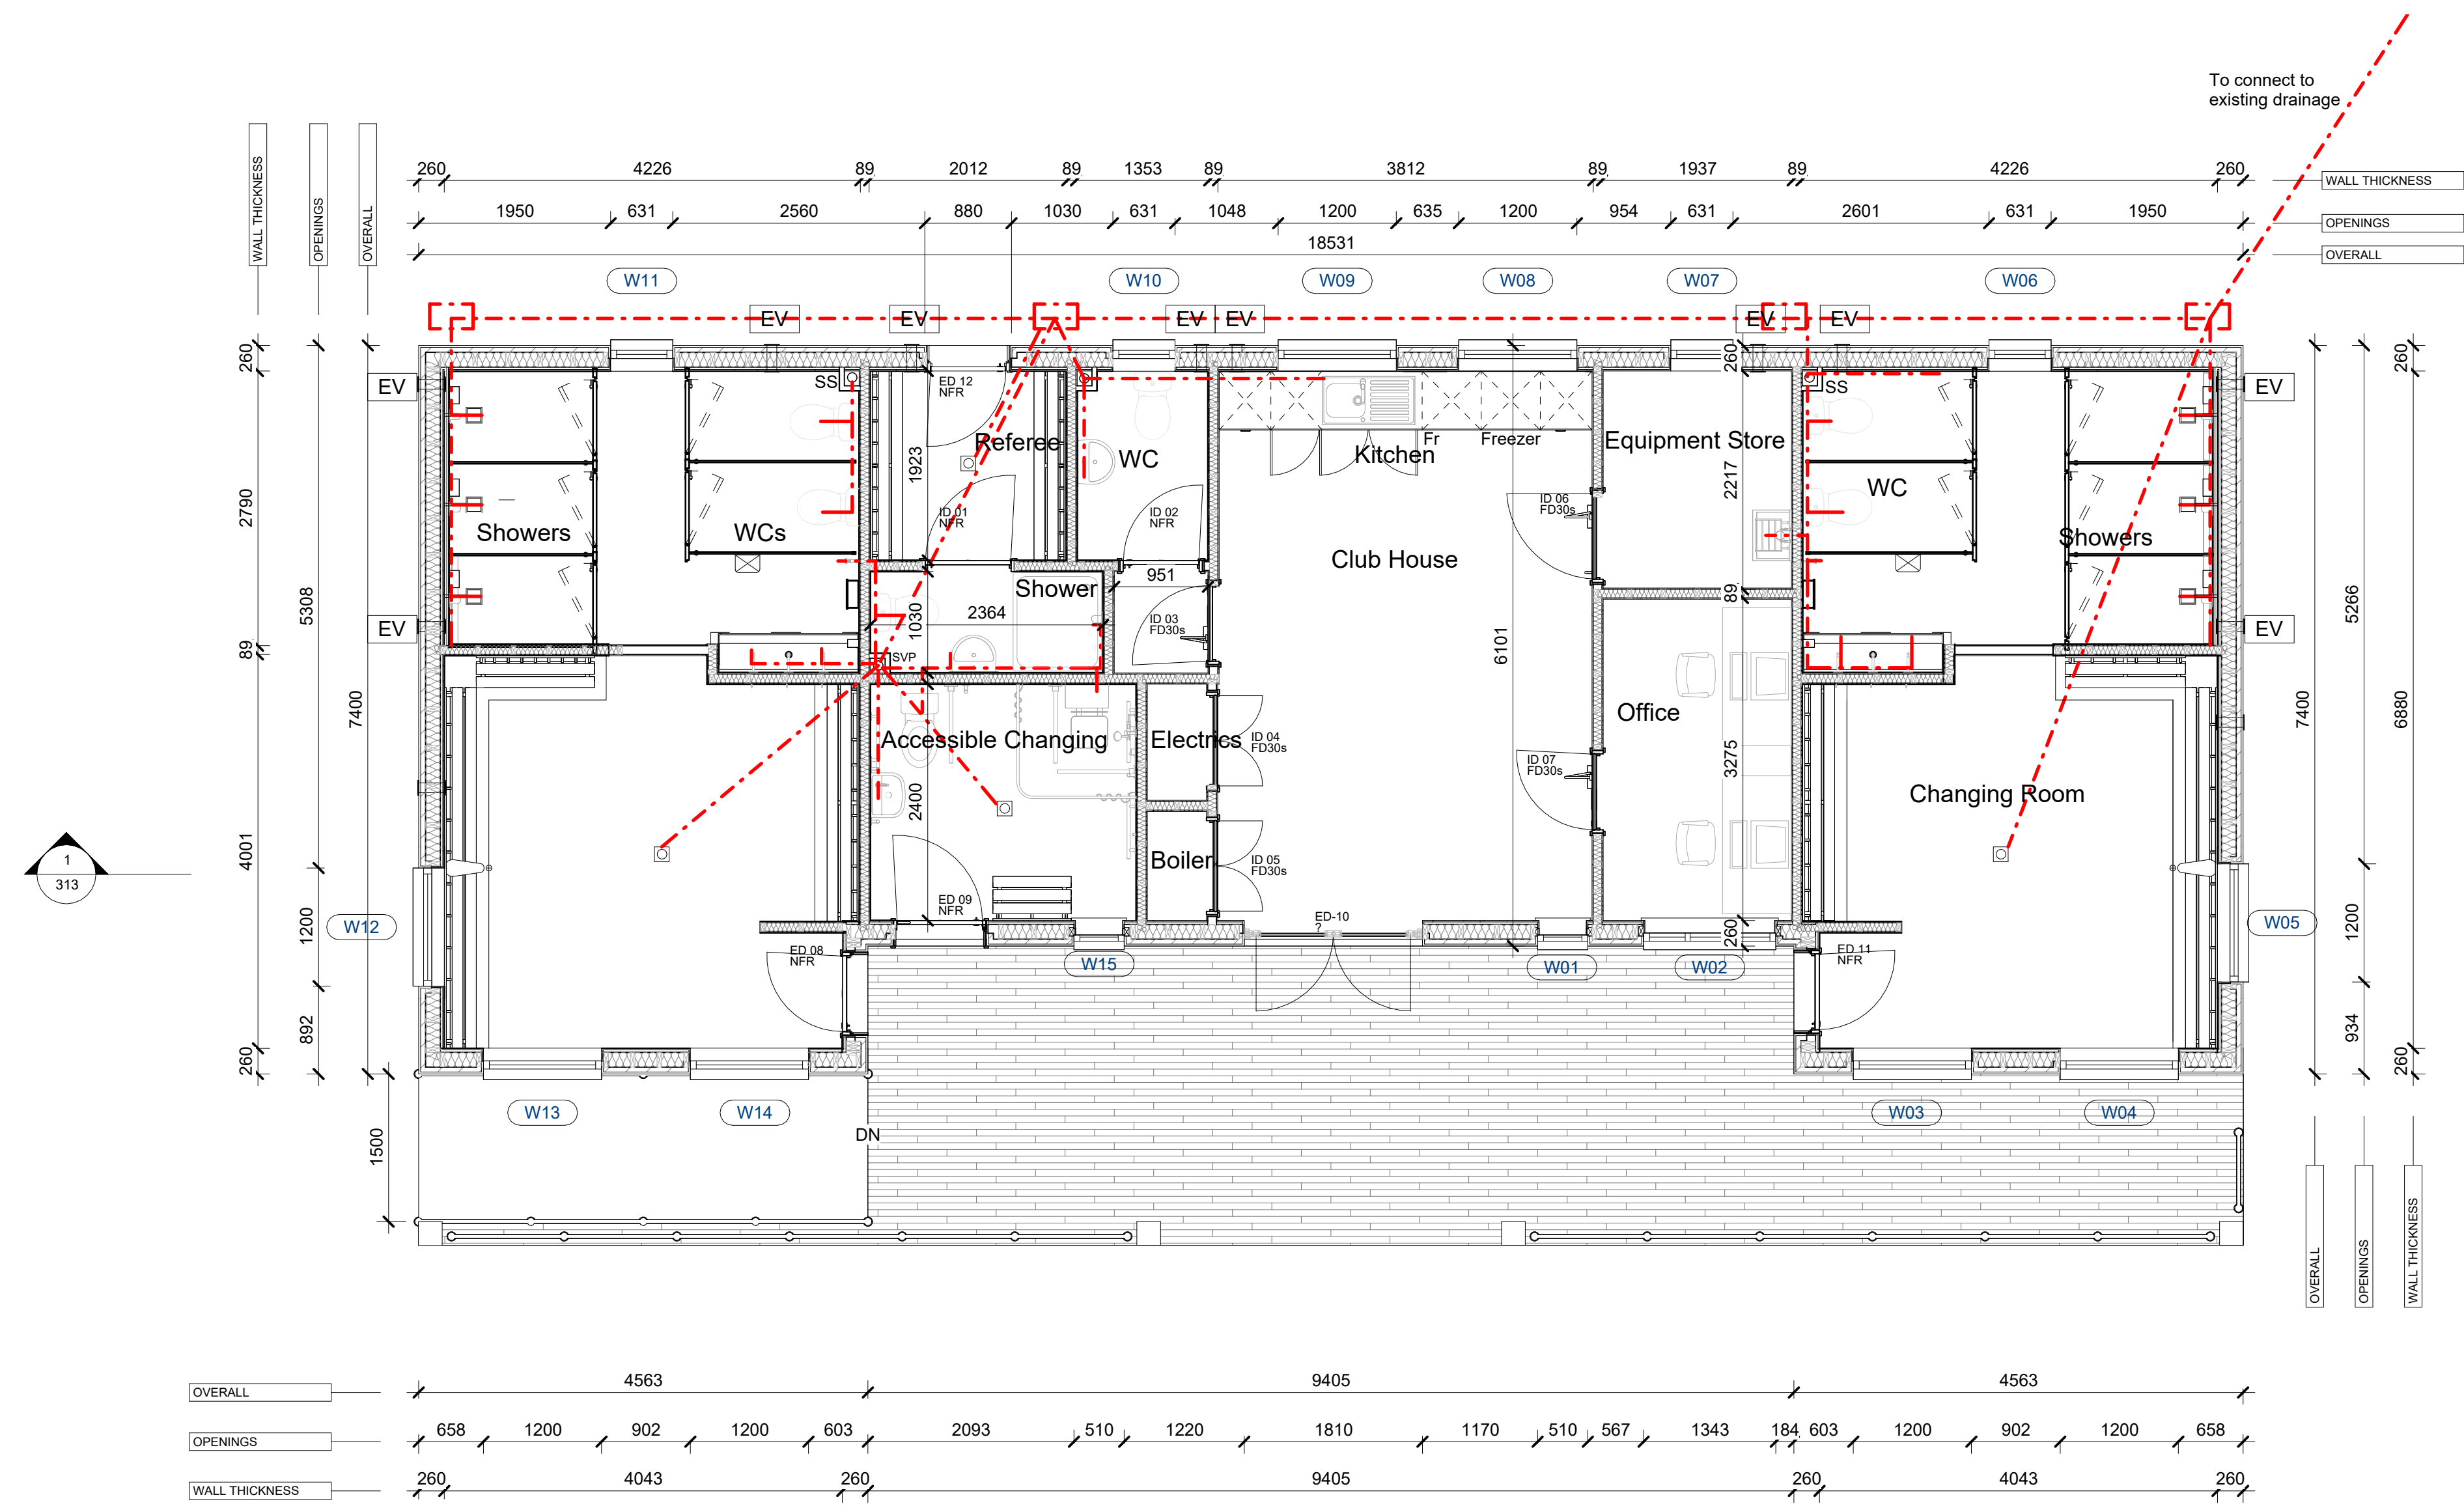 To connect to
existing drainage
WALL THICKNESS
OPENINGS
OVERALL
260 4226 89 2012 89 1353 89 3812 89 1937 89 4226 260
WALL THICKNESS
1950 631 2560 880 1030 631 1048 1200 635 1200 954 631 2601 631 1950
OPENINGS
18531
OVERALL
W11 W10 W09 W08 W07 W06
EV EV EV EV EV EV
260 260 260
EV SS ED 12
NFR
SS EV
Referee
1923
WC
Fr Freezer
Kitchen
Equipment Store
2217
WC
2790
Showers WCs
ID 01
NFR
ID 02
NFR
ID 06
FD30s
Showers
Club House
951
Shower
5308
1030
2364
ID 03
FD30s
89
5266
EV EV
89
SVP
6101
7400
Office
7400
6880
Accessible Changing
Electrics
ID 04
FD30s
ID 07
FD30s
3275
2400
Changing Room
4001
1
313
Boiler
ID 05
FD30s
1200
W12
ED 09
NFR
ED-10
?
260
W05
1200
ED 08
NFR
W15 W01 W02
ED 11
NFR
892
934
260
260
W13 W14
W03 W04
1500
DN
OVERALL
OPENINGS
WALL THICKNESS
OVERALL
4563 9405 4563
OPENINGS
658 1200 902 1200 603 2093 510 1220 1810 1170 510 567 1343 184 603 1200 902 1200 658
WALL THICKNESS
260 4043 260 9405 260 4043 260